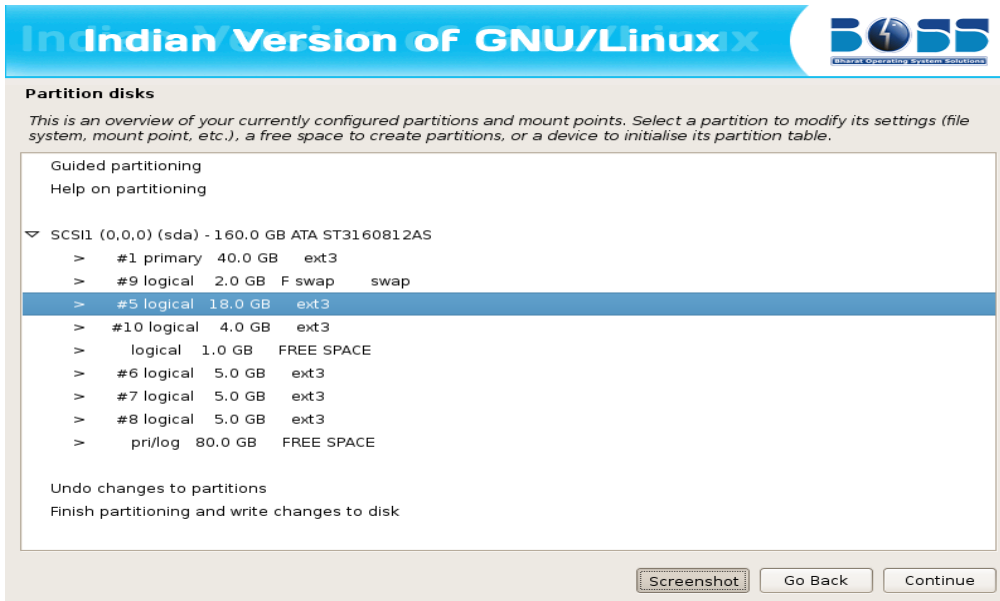 Indian Version of GNU/Linux
BOSS
Bharat Operating System Solutions
Partition disks
This is an overview of your currently configured partitions and mount points. Select a partition to modify its settings (file
system, mount point, etc.), a free space to create partitions, or a device to initialise its partition table.
Guided partitioning
Help on partitioning
SCSI1 (0,0,0) (sda) - 160.0 GB ATA ST3160812AS
> #1 primary 40.0 GB ext3
> #9 logical 2.0 GB F swap swap
> #5 logical 18.0 GB ext3
> #10 logical 4.0 GB ext3
> logical 1.0 GB FREE SPACE
> #6 logical 5.0 GB ext3
> #7 logical 5.0 GB ext3
> #8 logical 5.0 GB ext3
> pri/log 80.0 GB FREE SPACE
Undo changes to partitions
Finish partitioning and write changes to disk
Screenshot Go Back Continue